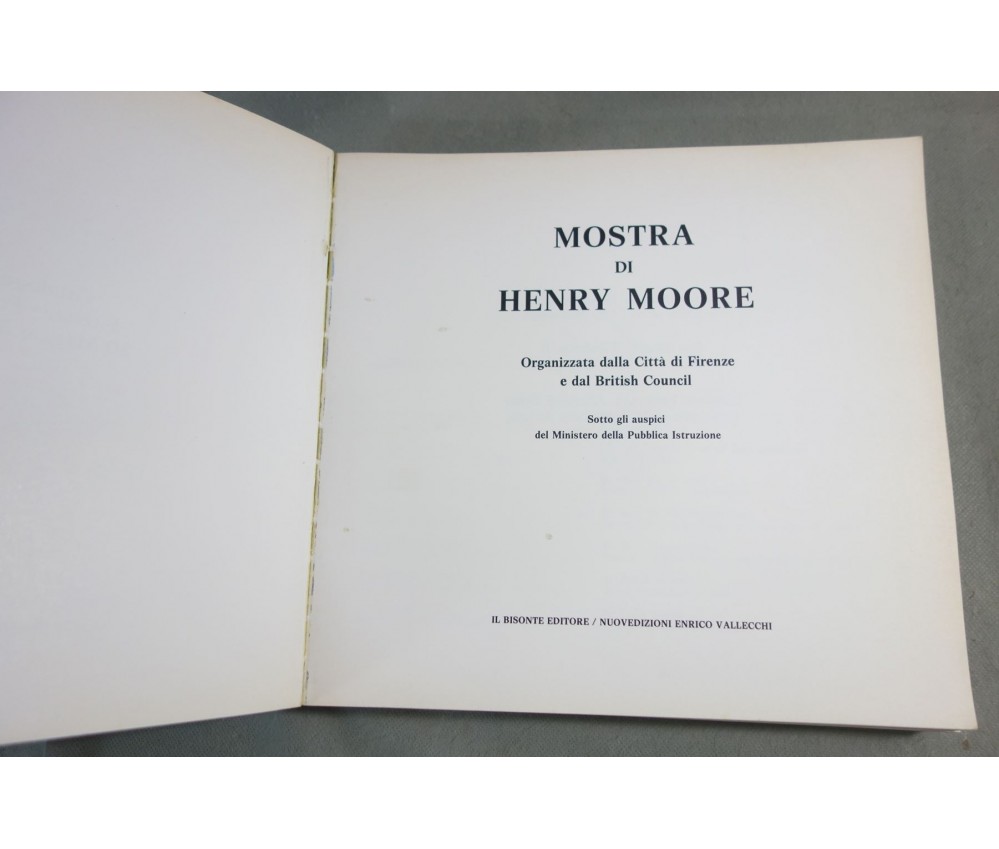 MOSTRA
DI
HENRY MOORE
Organizzata dalla Città di Firenze
e dal British Council
Sotto gli auspici
del Ministero della Pubblica Istruzione
IL BISONTE EDITORE / NUOVEDIZIONI ENRICO VALLECCHI